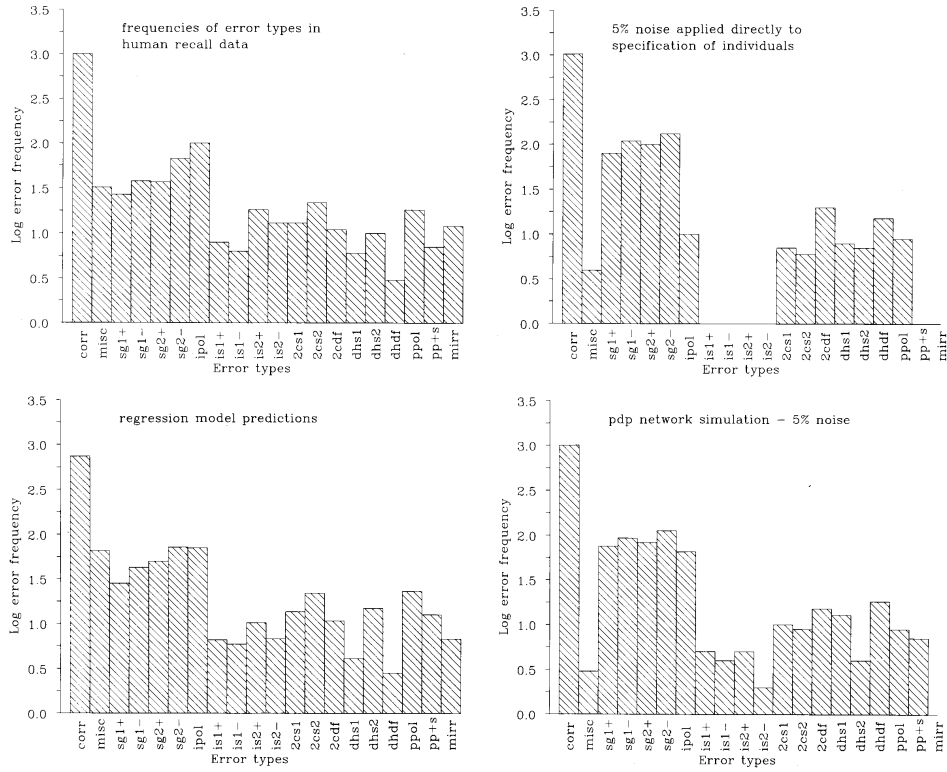 frequencies of error types in
human recall data
Log error frequency
3.5
3.0
2.5
2.0
1.5
1.0
0.5
0.0
corr misc sg1+ sg1- sg2+ sg2- ipol is1+ is1- is2+ is2- 2cs1 2cs2 2cdf dhs1 dhs2 dhdf ppol pp+s mirr
Error types
5% noise applied directly to
specification of individuals
Log error frequency
3.5
3.0
2.5
2.0
1.5
1.0
0.5
0.0
corr misc sg1+ sg1- sg2+ sg2- ipol is1+ is1- is2+ is2- 2cs1 2cs2 2cdf dhs1 dhs2 dhdf ppol pp+s mirr
Error types
regression model predictions
Log error frequency
3.5
3.0
2.5
2.0
1.5
1.0
0.5
0.0
corr misc sg1+ sg1- sg2+ sg2- ipol is1+ is1- is2+ is2- 2cs1 2cs2 2cdf dhs1 dhs2 dhdf ppol pp+s mirr
Error types
pdp network simulation - 5% noise
Log error frequency
3.5
3.0
2.5
2.0
1.5
1.0
0.5
0.0
corr misc sg1+ sg1- sg2+ sg2- ipol is1+ is1- is2+ is2- 2cs1 2cs2 2cdf dhs1 dhs2 dhdf ppol pp+s mirr
Error types